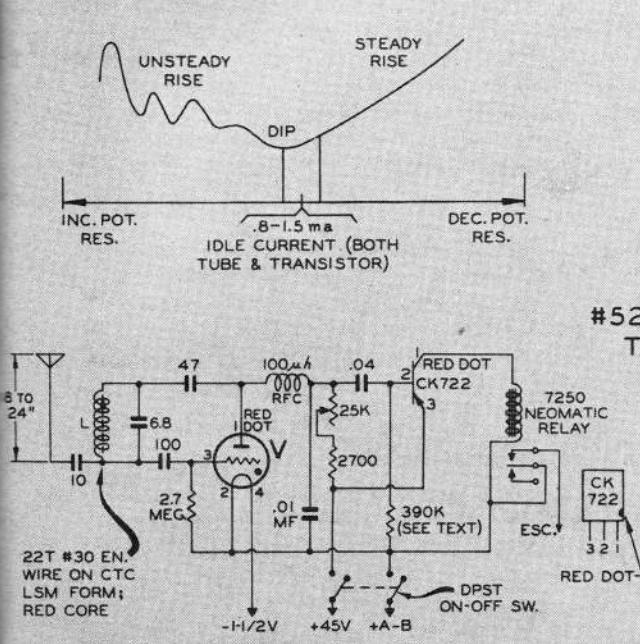 UNSTEADY
RISE
STEADY
RISE
DIP
INC. POT.
RES.
.8-1.5 ma
IDLE CURRENT (BOTH
TUBE & TRANSISTOR)
DEC. POT.
RES.
#52
T
8 TO
24"
L
6.8
10
47
100
RED
DOT
1
3
2
4
V
2.7
MEG.
100μh
RFC
.01
MF
.04
25K
2700
1
2
3
RED DOT
CK722
390K
(SEE TEXT)
7250
NEOMATIC
RELAY
ESC.
CK
722
3 2 1
RED DOT
22T #30 EN.
WIRE ON CTC
LSM FORM;
RED CORE
-1-1/2V
+45V
+A-B
DPST
ON-OFF SW.